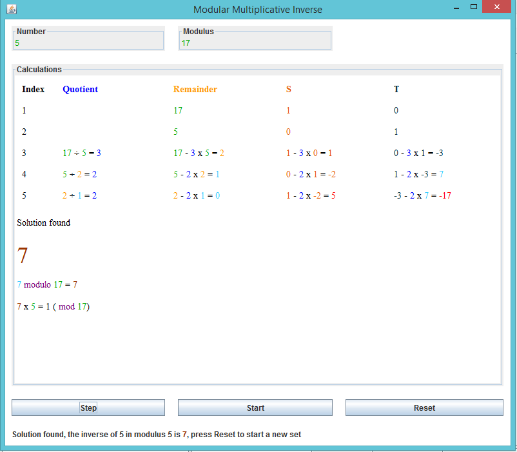 Modular Multiplicative Inverse
Number Modulus
5 17
Calculations
Index Quotient Remainder S T
1 17 1 0
2 5 0 1
3 17 ÷ 5 = 3 17 - 3 x 5 = 2 1 - 3 x 0 = 1 0 - 3 x 1 = -3
4 5 ÷ 2 = 2 5 - 2 x 2 = 1 0 - 2 x 1 = -2 1 - 2 x -3 = 7
5 2 ÷ 1 = 2 2 - 2 x 1 = 0 1 - 2 x -2 = 5 -3 - 2 x 7 = -17
Solution found
7
7 modulo 17 = 7
7 x 5 = 1 ( mod 17)
Step Start Reset
Solution found, the inverse of 5 in modulus 5 is 7, press Reset to start a new set